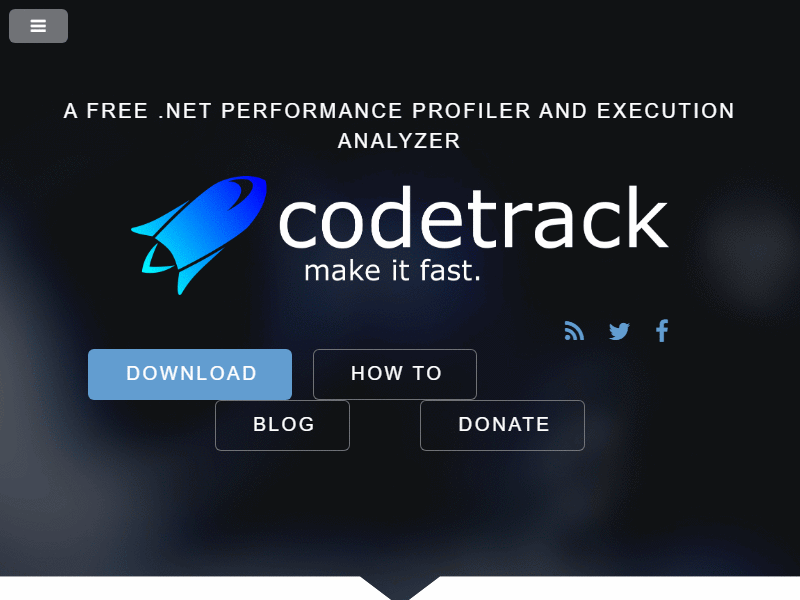 A FREE .NET PERFORMANCE PROFILER AND EXECUTION
ANALYZER
codetrack
make it fast.
DOWNLOAD
HOW TO
BLOG
DONATE